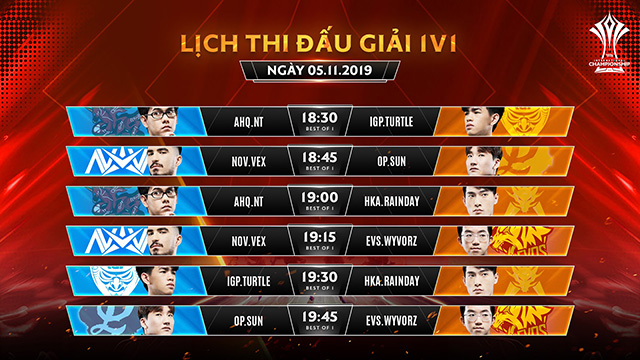 LỊCH THI ĐẤU GIẢI 1V1
NGÀY 05.11.2019
INTERNATIONAL
CHAMPIONSHIP
AHQ.NT 18:30 IGP.TURTLE
BEST OF 1
NOV.VEX 18:45 OP.SUN
BEST OF 1
AHQ.NT 19:00 HKA.RAINDAY
BEST OF 1
NOV.VEX 19:15 EVS.WYVORZ
BEST OF 1
IGP.TURTLE 19:30 HKA.RAINDAY
BEST OF 1
OP.SUN 19:45 EVS.WYVORZ
BEST OF 1